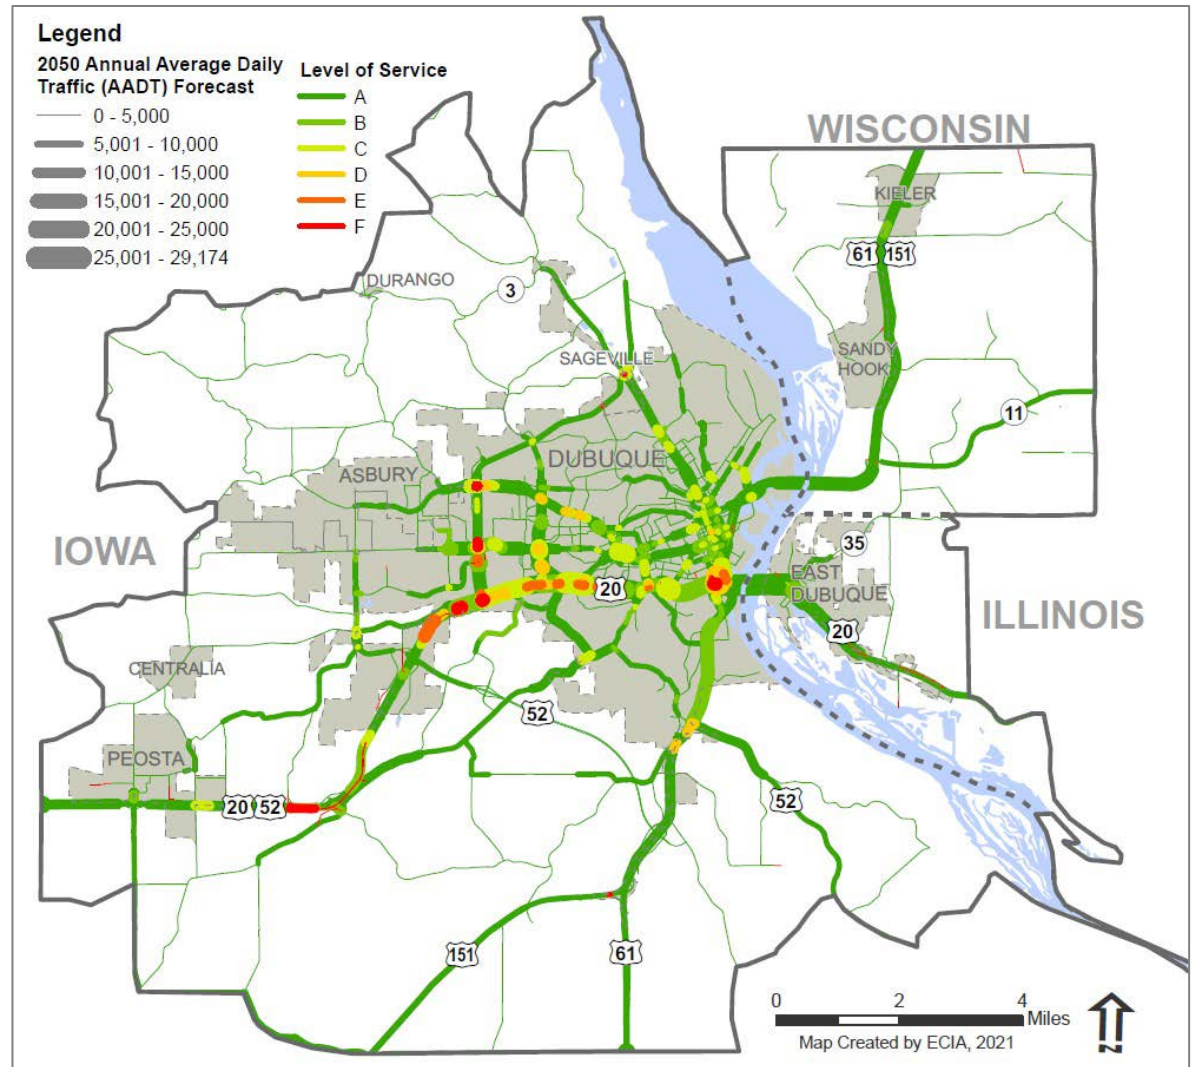 Legend
2050 Annual Average Daily
Traffic (AADT) Forecast
0 - 5,000
5,001 - 10,000
10,001 - 15,000
15,001 - 20,000
20,001 - 25,000
25,001 - 29,174
Level of Service
A
B
C
D
E
F
WISCONSIN
KIELER
61 151
DURANGO
3
SAGEVILLE
SANDY
HOOK
11
DUBUQUE
ASBURY
IOWA
35
EAST
DUBUQUE
20
ILLINOIS
20
CENTRALIA
52
PEOSTA
20 52
52
151
61
0 2 4
Miles
Map Created by ECIA, 2021
N